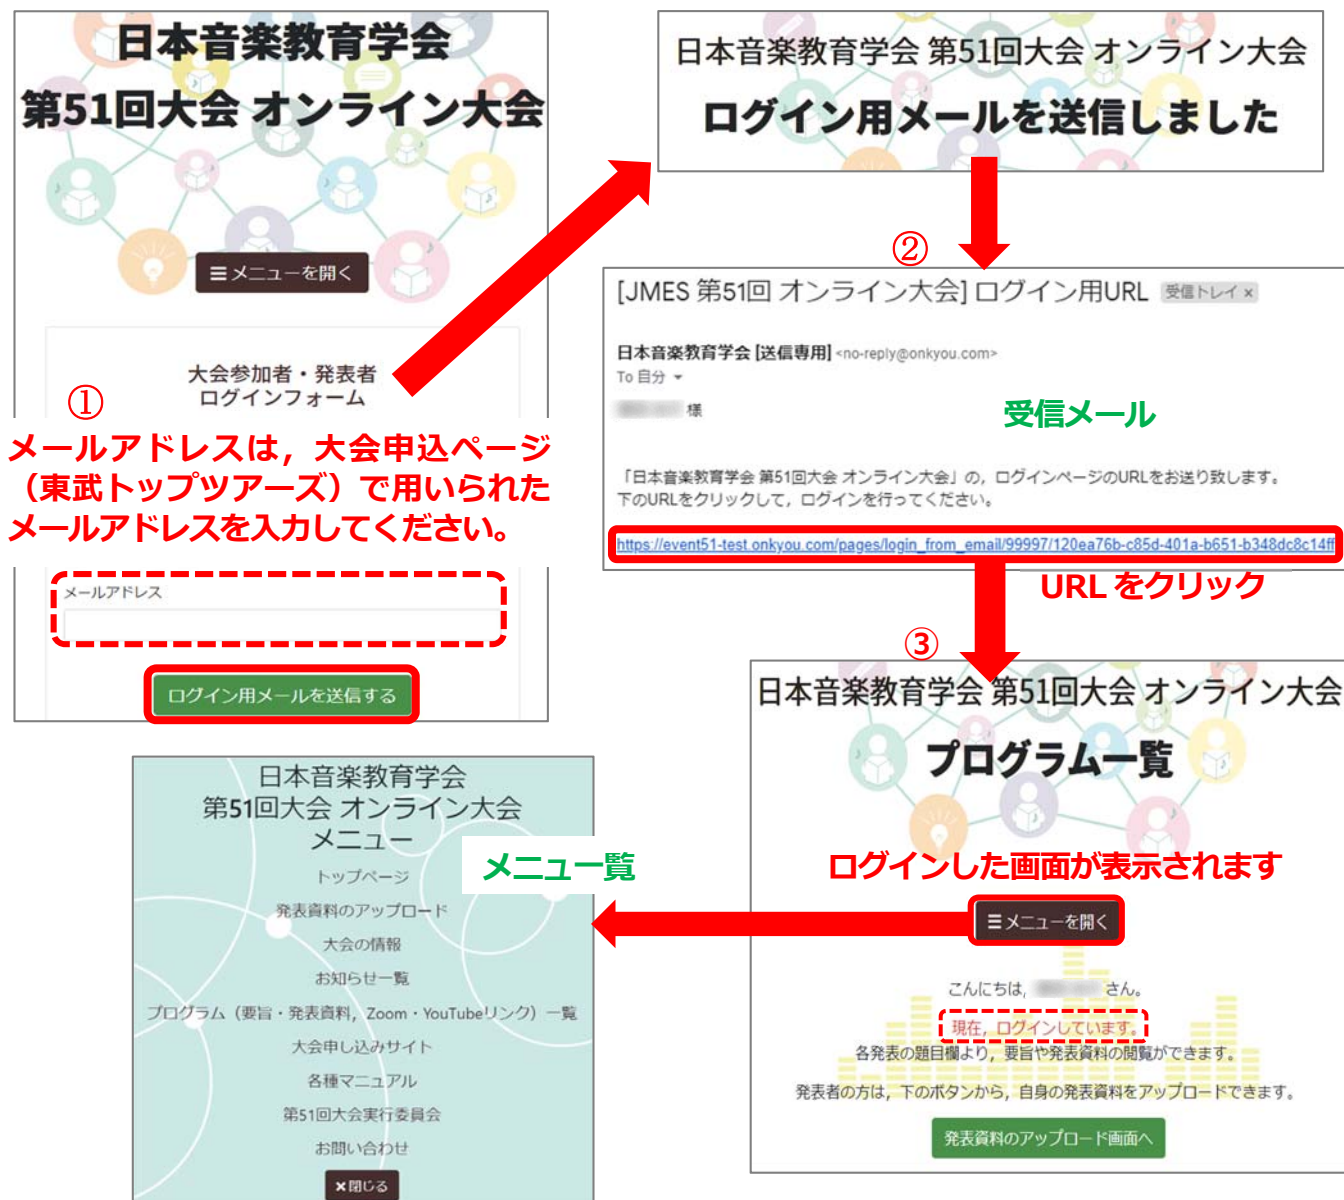 日本音楽教育学会
第51回大会 オンライン大会
☰メニューを開く
大会参加者・発表者
ログインフォーム
①
メールアドレスは，大会申込ページ
（東武トップツアーズ）で用いられた
メールアドレスを入力してください。
メールアドレス
ログイン用メールを送信する
日本音楽教育学会 第51回大会 オンライン大会
ログイン用メールを送信しました
②
[JMES 第51回 オンライン大会] ログイン用URL 受信トレイ ×
日本音楽教育学会 [送信専用] <no-reply@onkyou.com>
To 自分
様
受信メール
「日本音楽教育学会 第51回大会 オンライン大会」の，ログインページのURLをお送り致します。
下のURLをクリックして，ログインを行ってください。
https://event51-test.onkyou.com/pages/login_from_email/99997/120ea76b-c85d-401a-b651-b348dc8c14ff
URLをクリック
③
日本音楽教育学会 第51回大会 オンライン大会
プログラム一覧
ログインした画面が表示されます
☰メニューを開く
こんにちは， さん。
現在，ログインしています。
各発表の題目欄より，要旨や発表資料の閲覧ができます。
発表者の方は，下のボタンから，自身の発表資料をアップロードできます。
発表資料のアップロード画面へ
日本音楽教育学会
第51回大会 オンライン大会
メニュー
メニュー覧
トップページ
発表資料のアップロード
大会の情報
お知らせ一覧
プログラム（要旨・発表資料，Zoom・YouTubeリンク）一覧
大会申し込みサイト
各種マニュアル
第51回大会実行委員会
お問い合わせ
×閉じる